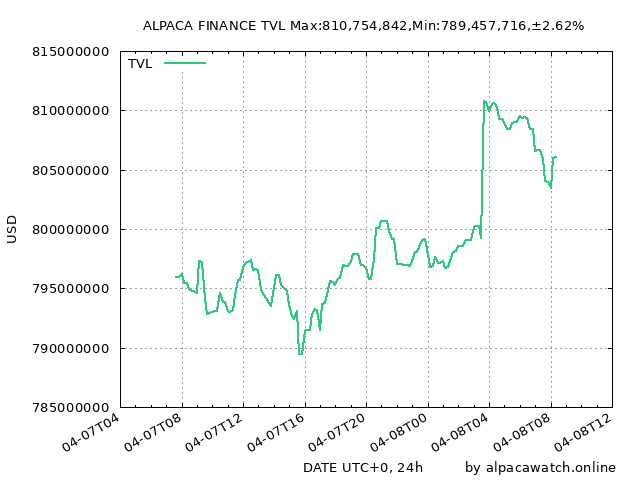 ALPACA FINANCE TVL Max:810,754,842,Min:789,457,716,±2.62%
TVL
815000000
810000000
805000000
800000000
795000000
790000000
785000000
USD
04-07T04
04-07T08
04-07T12
04-07T16
04-07T20
04-08T00
04-08T04
04-08T08
04-08T12
DATE UTC+0, 24h
by alpacawatch.online